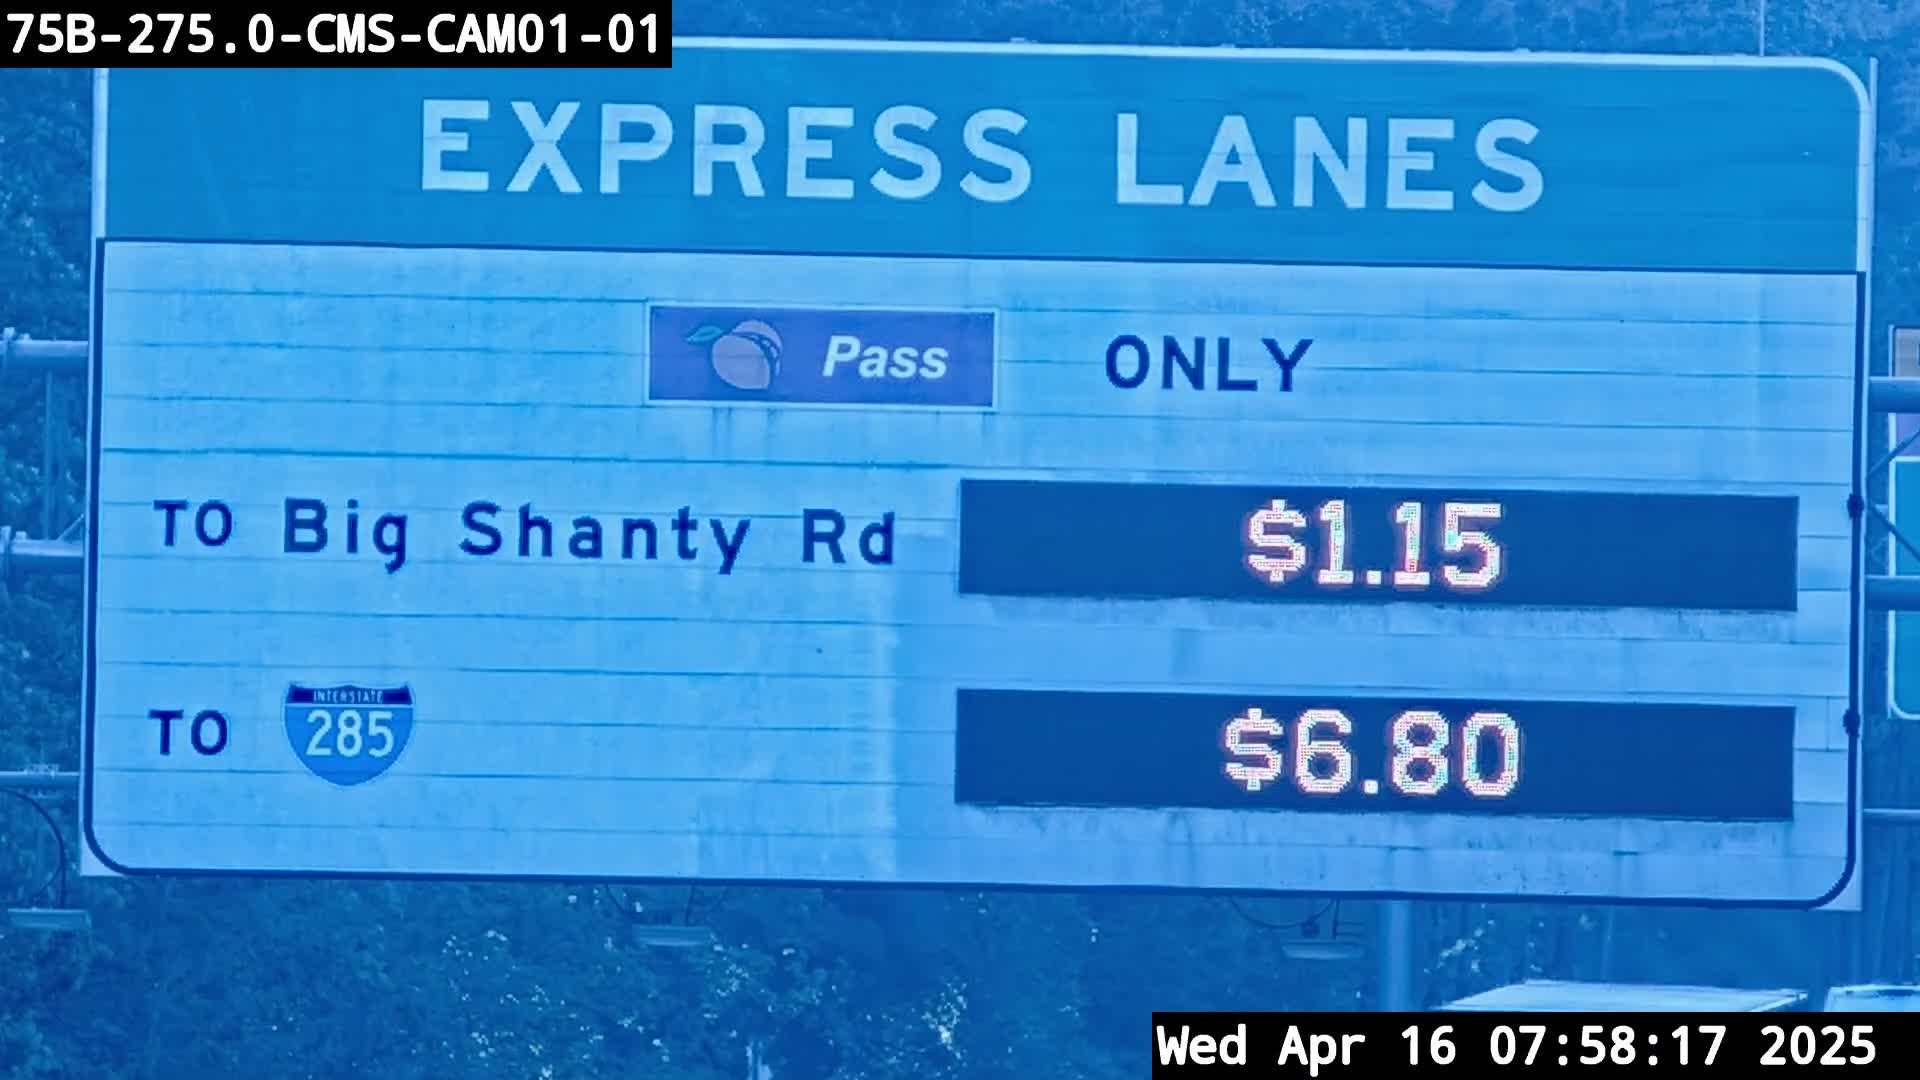 75B-275.0-CMS-CAM01-01
EXPRESS LANES
Pass ONLY
TO Big Shanty Rd $1.15
TO INTERSTATE 285 $6.80
Wed Apr 16 07:58:17 2025